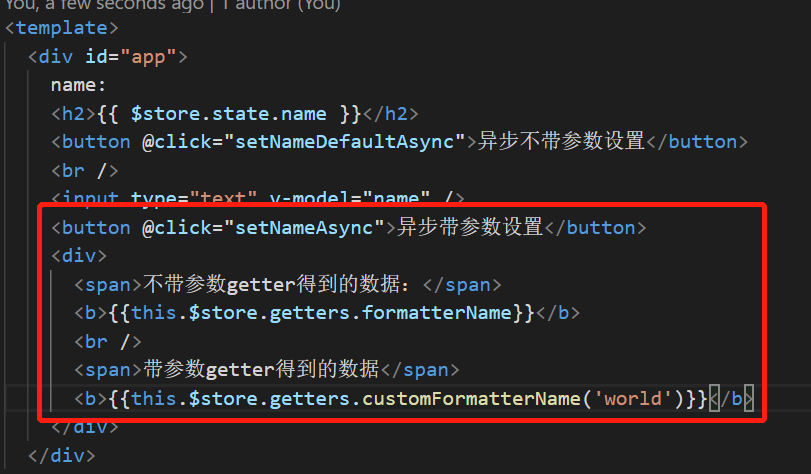 You, a few seconds ago | 1 author (You)
<template>
<div id="app">
name:
<h2>{{ $store.state.name }}</h2>
<button @click="setNameDefaultAsync">异步不带参数设置</button>
<br />
<input type="text" v-model="name" />
<button @click="setNameAsync">异步带参数设置</button>
<div>
<span>不带参数getter得到的数据：</span>
<b>{{this.$store.getters.formatterName}}</b>
<br />
<span>带参数getter得到的数据</span>
<b>{{this.$store.getters.customFormatterName('world')}}</b>
</div>
</div>